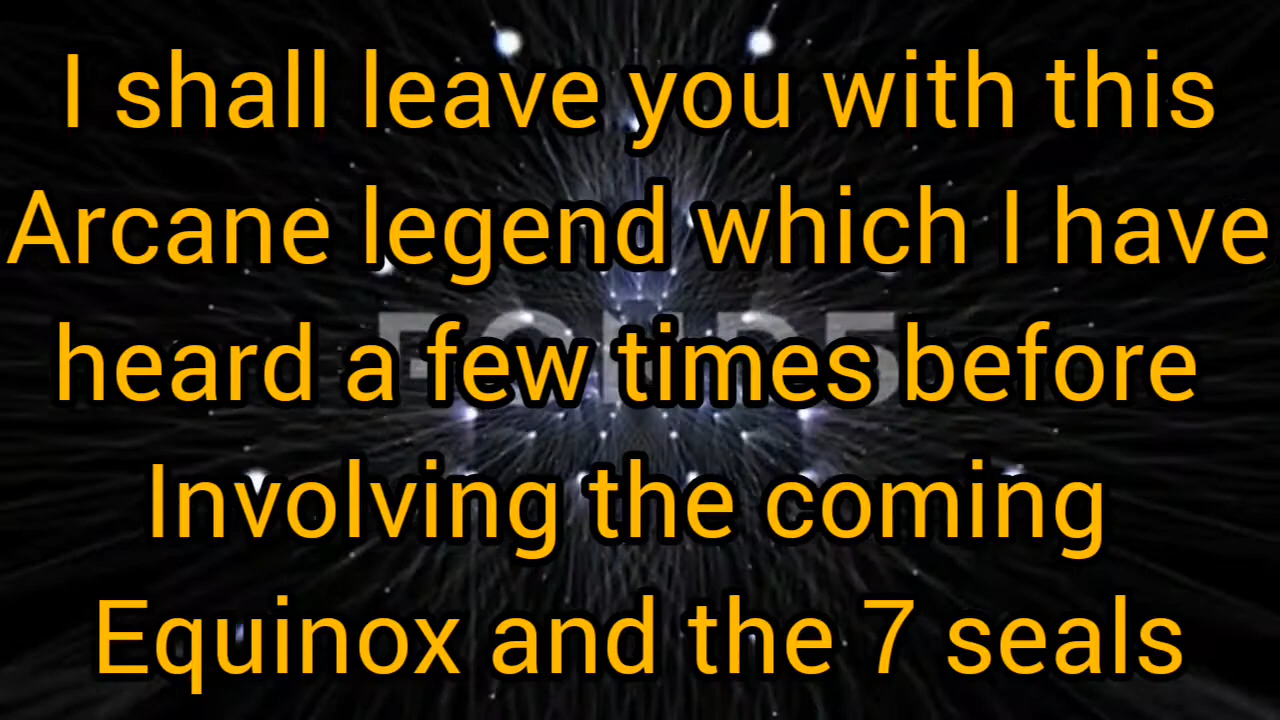 I shall leave you with this
Arcane legend which I have
heard a few times before
Involving the coming
Equinox and the 7 seals